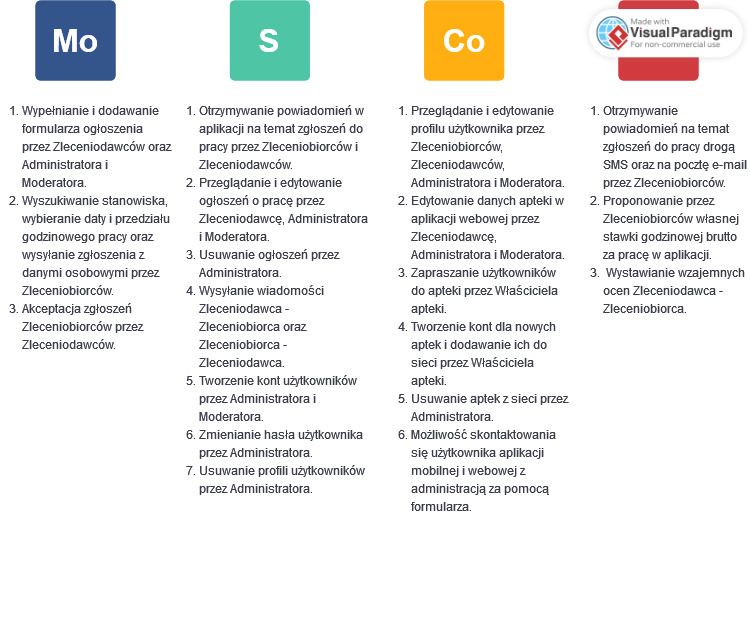 Mo
S
Co
Made with
VisualParadigm
For non-commercial use
1. Wypełnianie i dodawanie
formularza ogłoszenia
przez Zleceniodawców oraz
Administratora i
Moderatora.
2. Wyszukiwanie stanowiska,
wybieranie daty i przedziału
godzinowego pracy oraz
wysyłanie zgłoszenia z
danymi osobowymi przez
Zleceniobiorców.
3. Akceptacja zgłoszeń
Zleceniobiorców przez
Zleceniodawców.
1. Otrzymywanie powiadomień w
aplikacji na temat zgłoszeń do
pracy przez Zleceniobiorców i
Zleceniodawców.
2. Przeglądanie i edytowanie
ogłoszeń o pracę przez
Zleceniodawcę, Administratora
i Moderatora.
3. Usuwanie ogłoszeń przez
Administratora.
4. Wysyłanie wiadomości
Zleceniodawca -
Zleceniobiorca oraz
Zleceniobiorca -
Zleceniodawca.
5. Tworzenie kont użytkowników
przez Administratora i
Moderatora.
6. Zmienianie hasła użytkownika
przez Administratora.
7. Usuwanie profili użytkowników
przez Administratora.
1. Przeglądanie i edytowanie
profilu użytkownika przez
Zleceniobiorców,
Zleceniodawców,
Administratora i Moderatora.
2. Edytowanie danych apteki w
aplikacji webowej przez
Zleceniodawcę,
Administratora i Moderatora.
3. Zapraszanie użytkowników
do apteki przez Właściciela
apteki.
4. Tworzenie kont dla nowych
aptek i dodawanie ich do
sieci przez Właściciela
apteki.
5. Usuwanie aptek z sieci przez
Administratora.
6. Możliwość skontaktowania
się użytkownika aplikacji
mobilnej i webowej z
administracją za pomocą
formularza.
1. Otrzymywanie
powiadomień na temat
zgłoszeń do pracy drogą
SMS oraz na pocztę e-mail
przez Zleceniobiorców.
2. Proponowanie przez
Zleceniobiorców własnej
stawki godzinowej brutto
za pracę w aplikacji.
3. Wystawianie wzajemnych
ocen Zleceniodawca -
Zleceniobiorca.